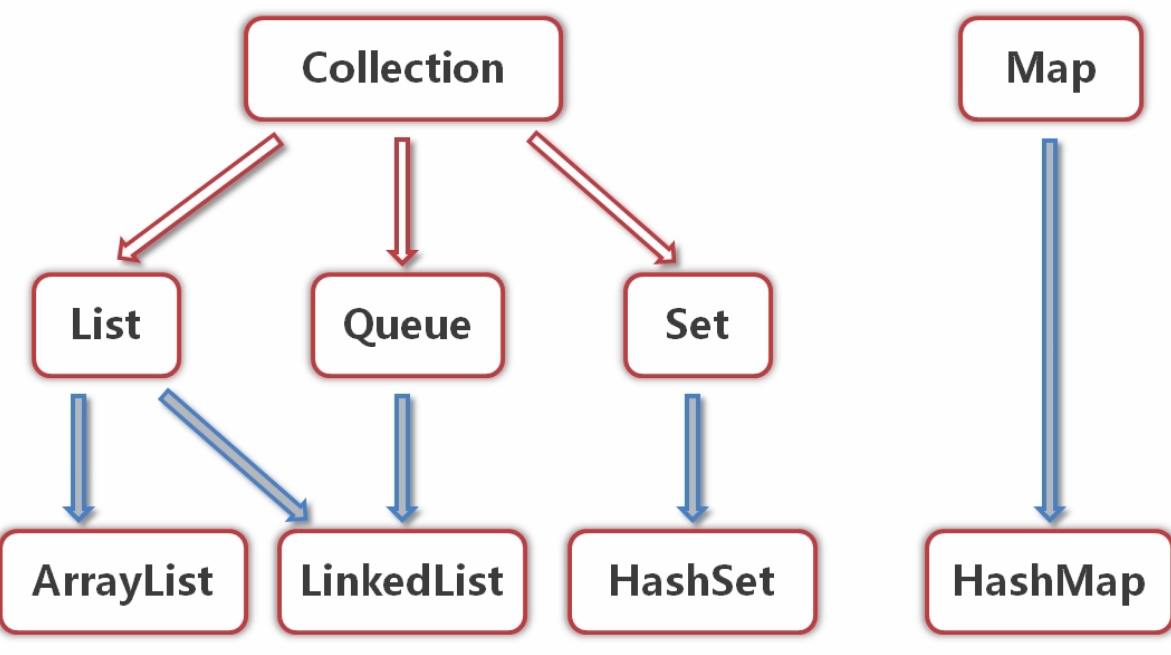 Collection
Map
List
Queue
Set
ArrayList
LinkedList
HashSet
HashMap